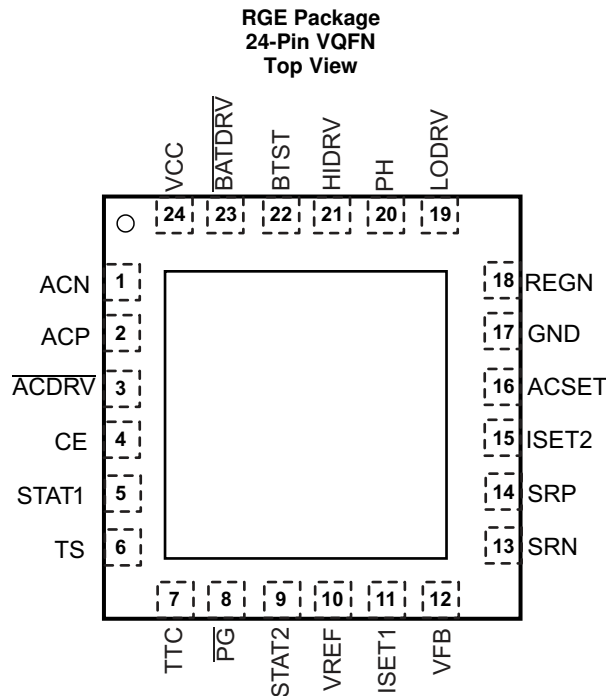 RGE Package
24-Pin VQFN
Top View
VCC
BATDRV
BTST
HIDRV
PH
LODRV
24
23
22
21
20
19
ACN
1
18
REGN
ACP
2
17
GND
ACDRV
3
16
ACSET
CE
4
15
ISET2
STAT1
5
14
SRP
TS
6
13
SRN
7
8
9
10
11
12
TTC
PG
STAT2
VREF
ISET1
VFB